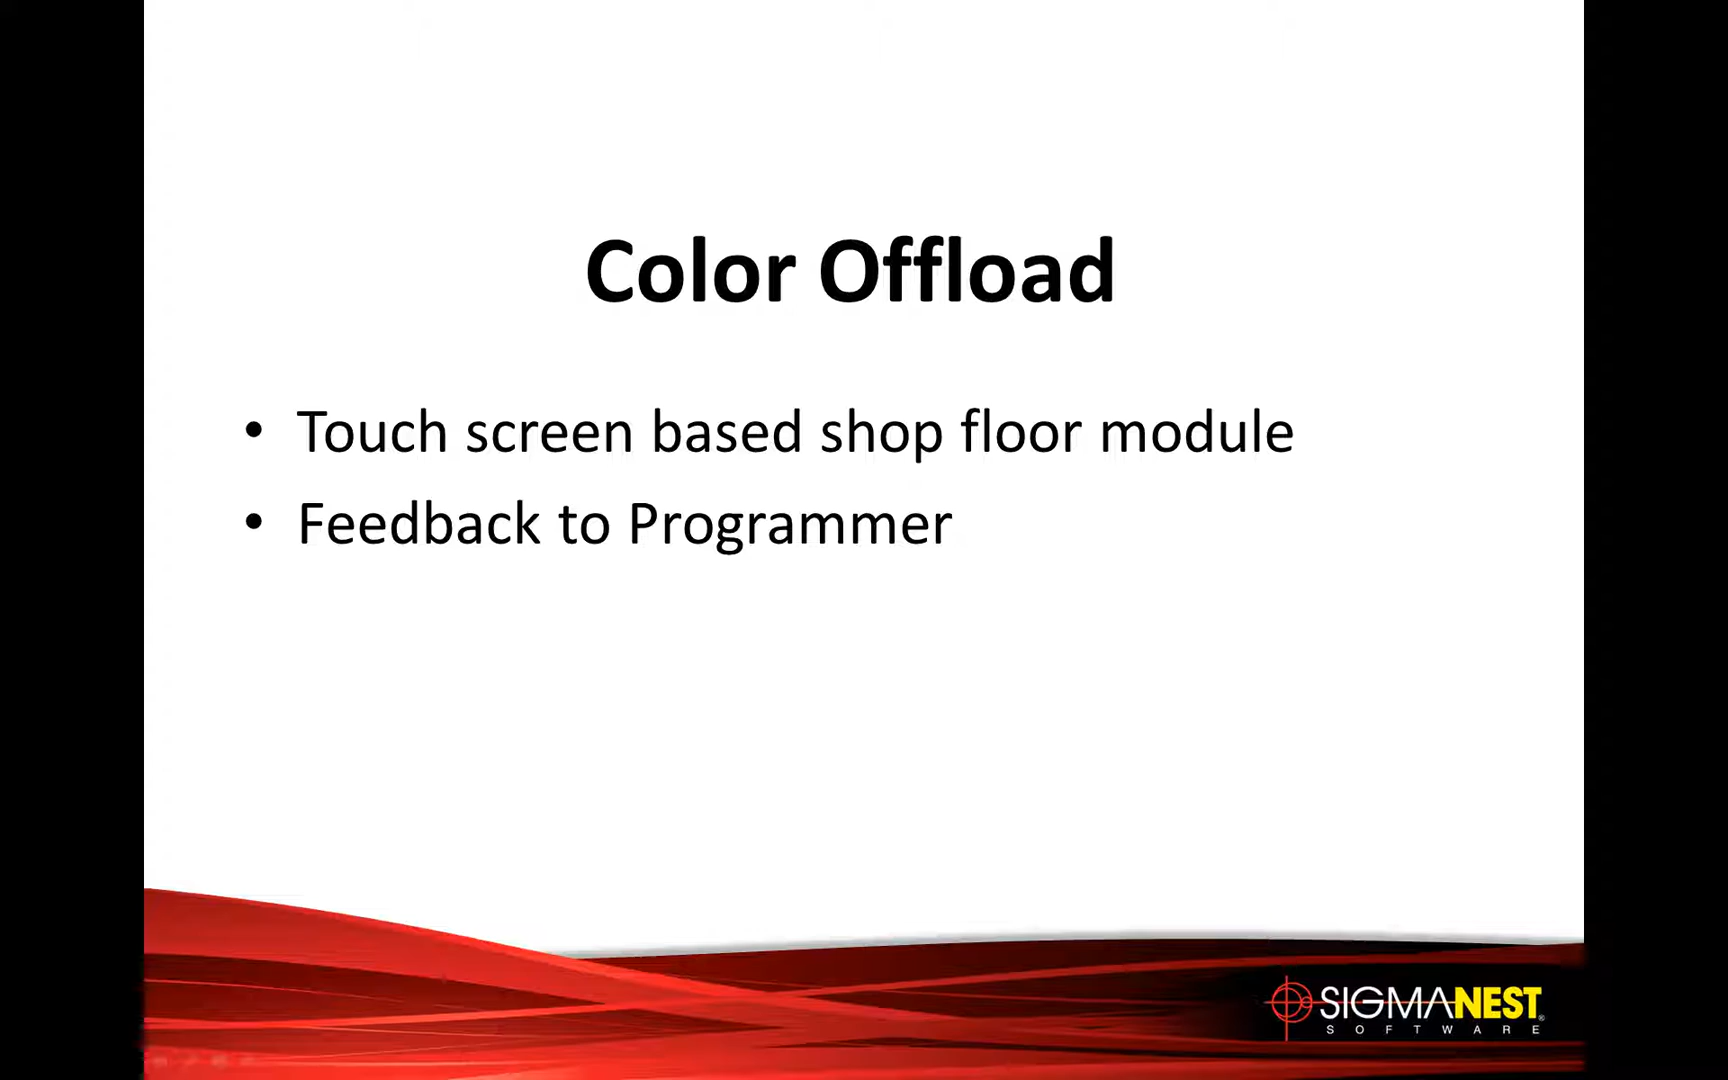 Color Offload
• Touch screen based shop floor module
• Feedback to Programmer
SIGMANEST®
SOFTWARE